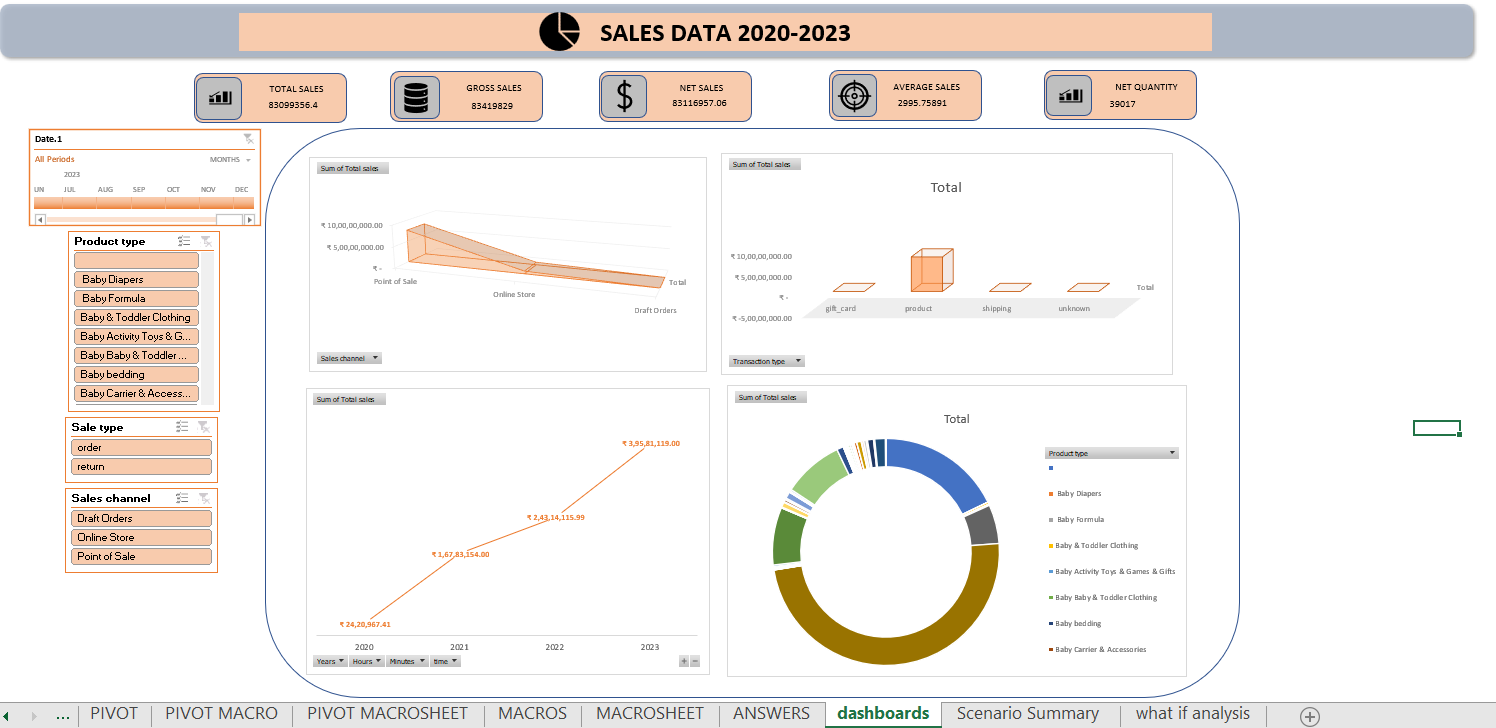 SALES DATA 2020-2023
TOTAL SALES
83099356.4
GROSS SALES
83419829
NET SALES
83116957.06
AVERAGE SALES
2995.75891
NET QUANTITY
39017
Date.1
All Periods
MONTHS
2023
UN JUL AUG SEP OCT NOV DEC
Product type
Baby Diapers
Baby Formula
Baby & Toddler Clothing
Baby Activity Toys & G...
Baby Baby & Toddler ...
Baby bedding
Baby Carrier & Access...
Sale type
order
return
Sales channel
Draft Orders
Online Store
Point of Sale
Sum of Total sales
₹ 10,00,00,000.00
₹ 5,00,00,000.00
₹ -
Point of Sale
Online Store
Draft Orders
Total
Sales channel
Sum of Total sales
Total
₹ 10,00,00,000.00
₹ 5,00,00,000.00
₹ -
₹ -5,00,00,000.00
gift_card product shipping unknown
Total
Transaction type
Sum of Total sales
₹ 3,95,81,119.00
₹ 2,43,14,115.99
₹ 1,67,83,154.00
₹ 24,20,967.41
2020 2021 2022 2023
Years Hours Minutes time
Sum of Total sales
Total
Product type
Baby Diapers
Baby Formula
Baby & Toddler Clothing
Baby Activity Toys & Games & Gifts
Baby Baby & Toddler Clothing
Baby bedding
Baby Carrier & Accessories
... PIVOT PIVOT MACRO PIVOT MACROSHEET MACROS MACROSHEET ANSWERS dashboards Scenario Summary what if analysis